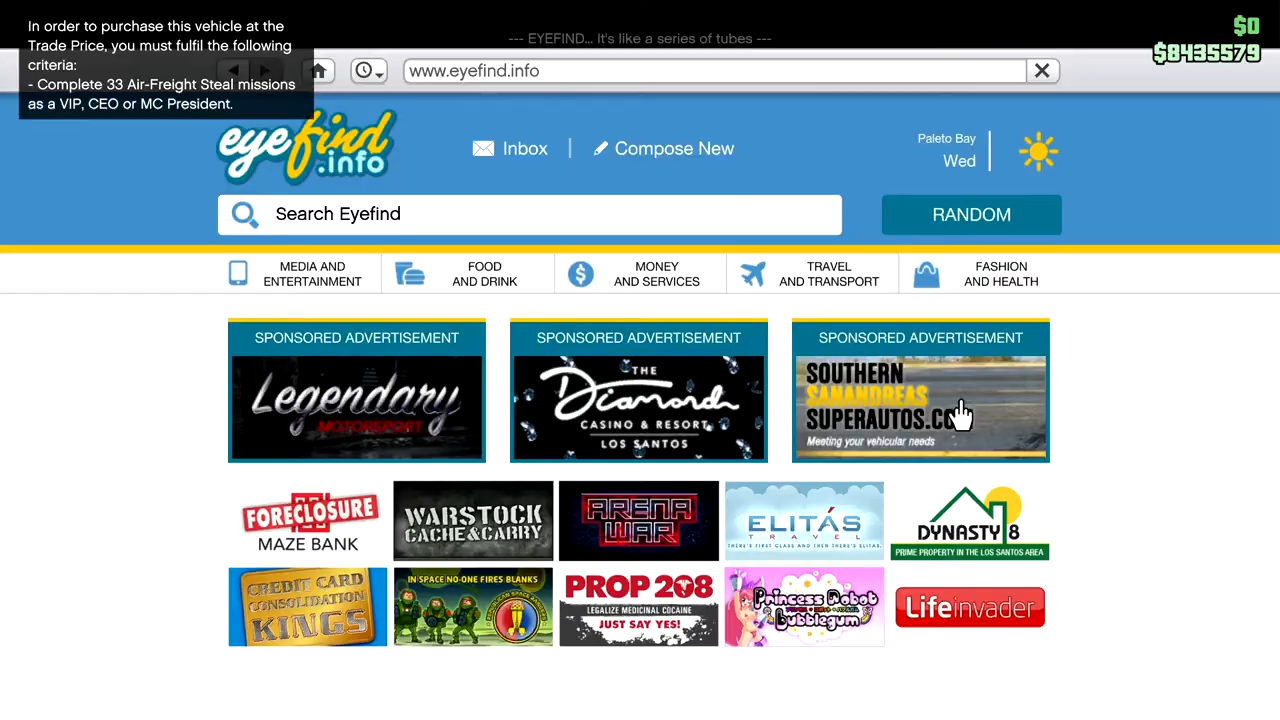 In order to purchase this vehicle at the
Trade Price, you must fulfil the following
criteria:
- Complete 33 Air-Freight Steal missions
as a VIP, CEO or MC President.
$0
$8435579
--- EYEFIND... It's like a series of tubes ---
www.eyefind.info
eyefind
.info
Inbox
Compose New
Paleto Bay
Wed
Search Eyefind
RANDOM
MEDIA AND
ENTERTAINMENT
FOOD
AND DRINK
MONEY
AND SERVICES
TRAVEL
AND TRANSPORT
FASHION
AND HEALTH
SPONSORED ADVERTISEMENT
Legendary
MOTORSPORT
SPONSORED ADVERTISEMENT
THE
Diamond
CASINO & RESORT
LOS SANTOS
SPONSORED ADVERTISEMENT
SOUTHERN
SANANDREAS
SUPERAUTOS.CO
Meeting your vehicular needs
FORECLOSURE
MAZE BANK
WARSTOCK
CACHE & CARRY
ARENA
WAR
ELITÁS
TRAVEL
THERE'S FIRST CLASS AND THEN THERE'S ELITAS.
DYNASTY 8
PRIME PROPERTY IN THE LOS SANTOS AREA
CREDIT CARD
CONSOLIDATION
KINGS
IN SPACE NO-ONE FIRES BLANKS
REPUBLICAN SPACE RANGERS
PROP 208
LEGALIZE MEDICINAL COCAINE
JUST SAY YES!
Princess Robot
Bubblegum
Lifeinvader